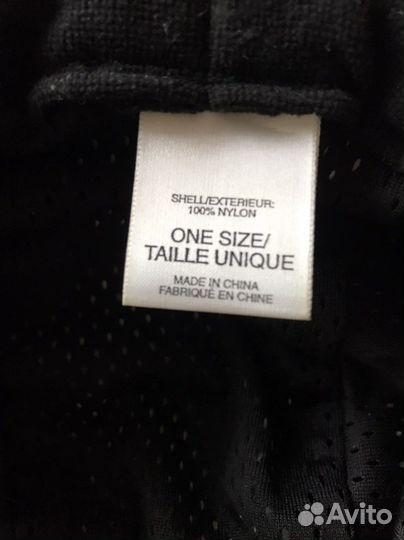 SHELL/EXTERIEUR:
100% NYLON
ONE SIZE/
TAILLE UNIQUE
MADE IN CHINA
FABRIQUÉ EN CHINE
Avito